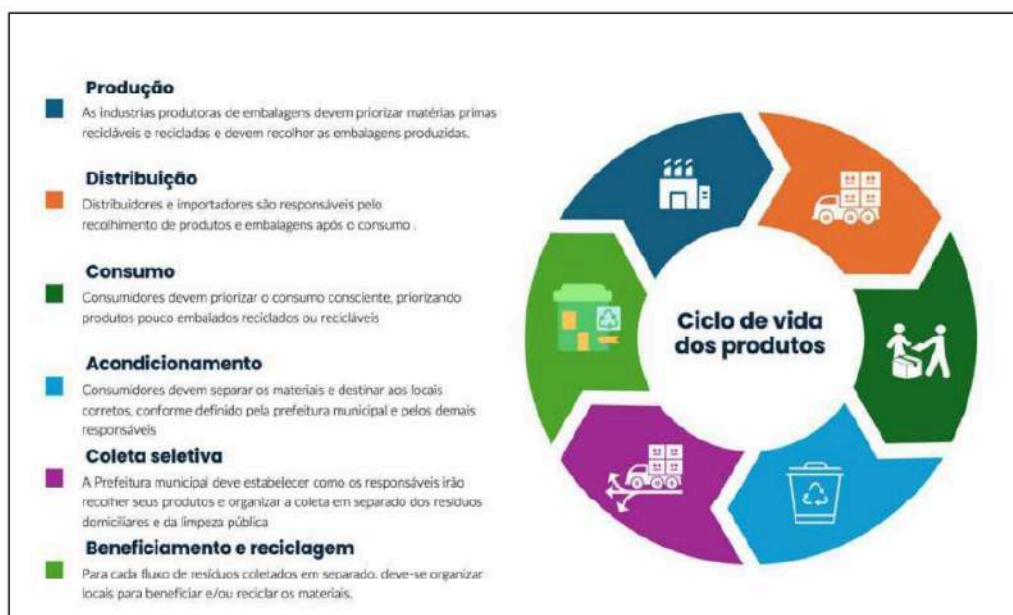 Produção
As industrias produtoras de embalagens devem priorizar matérias primas
recicláveis e recicladas e devem recolher as embalagens produzidas.
Distribuição
Distribuidores e importadores são responsáveis pelo
recolhimento de produtos e embalagens após o consumo .
Consumo
Consumidores devem priorizar o consumo consciente, priorizando
produtos pouco embalados reciclados ou recicláveis
Acondicionamento
Consumidores devem separar os materiais e destinar aos locais
corretos, conforme definido pela prefeitura municipal e pelos demais
responsáveis
Coleta seletiva
A Prefeitura municipal deve estabelecer como os responsáveis irão
recolher seus produtos e organizar a coleta em separado dos resíduos
domiciliares e da limpeza pública
Beneficiamento e reciclagem
Para cada fluxo de resíduos coletados em separado, deve-se organizar
locais para beneficiar e/ou reciclar os materiais.
Ciclo de vida
dos produtos